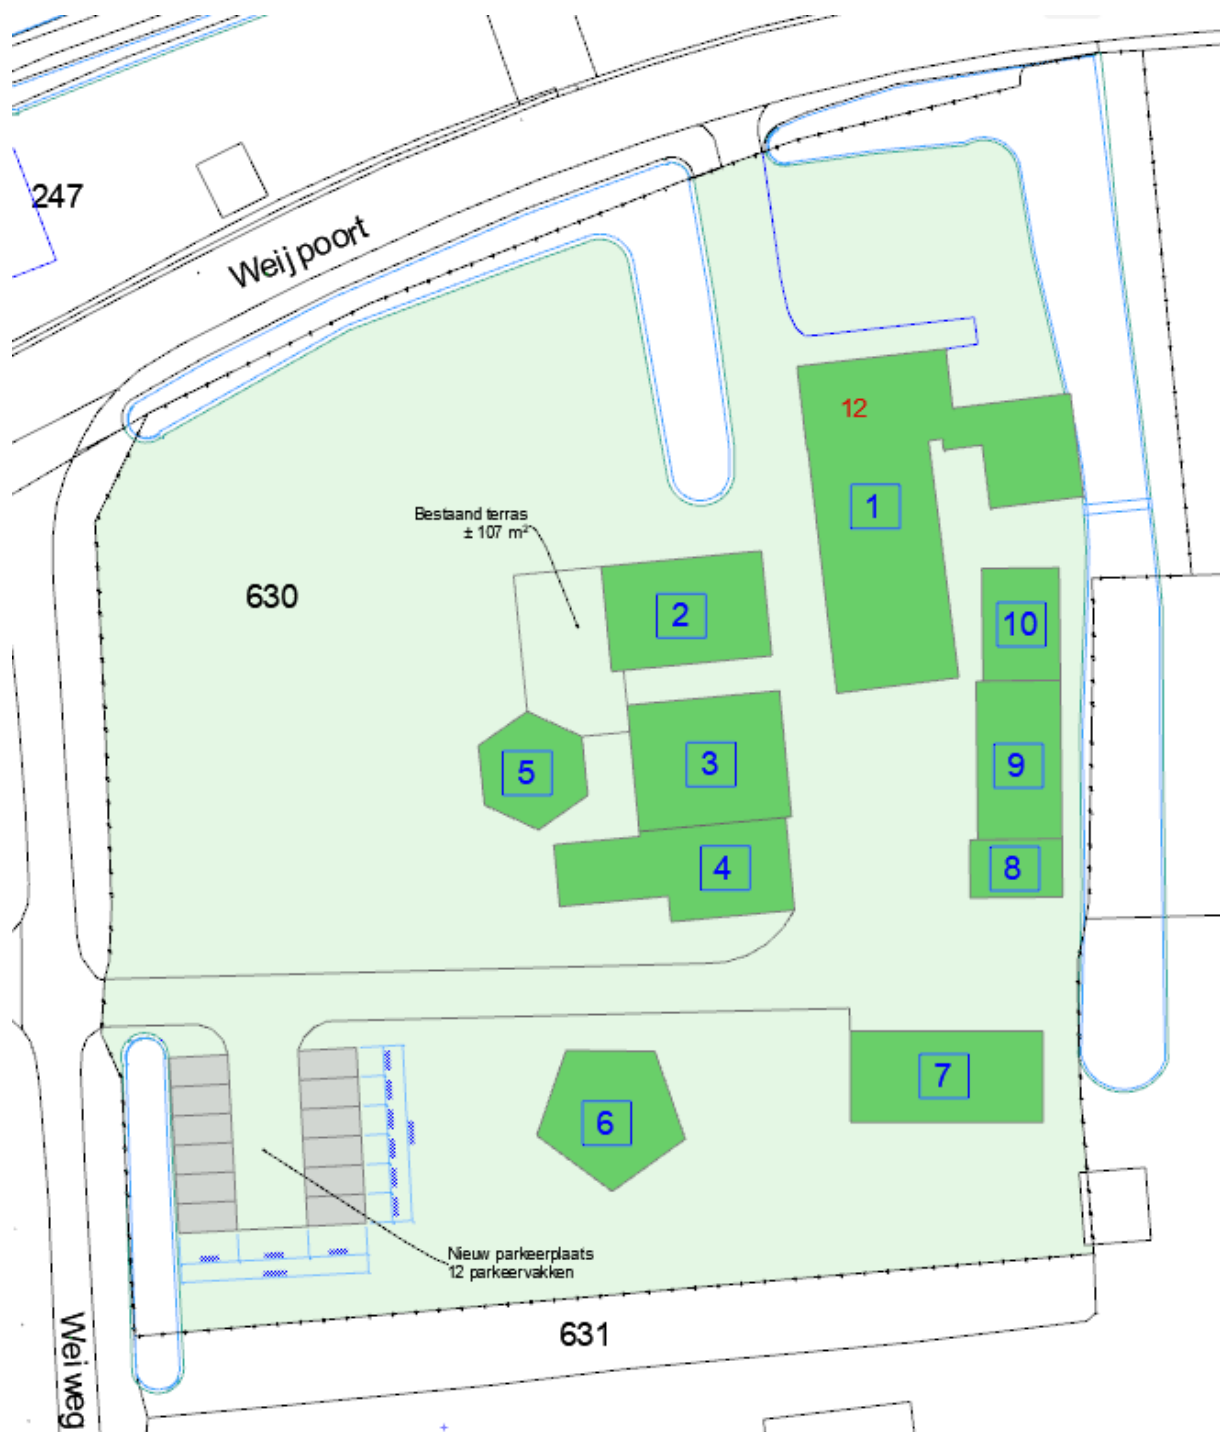 247
Weijpoort
12
1
Bestaand terras
± 107 m²
630
2
10
3
5
9
4
8
7
6
Nieuw parkeerplaats
12 parkeervakken
631
Weiweg